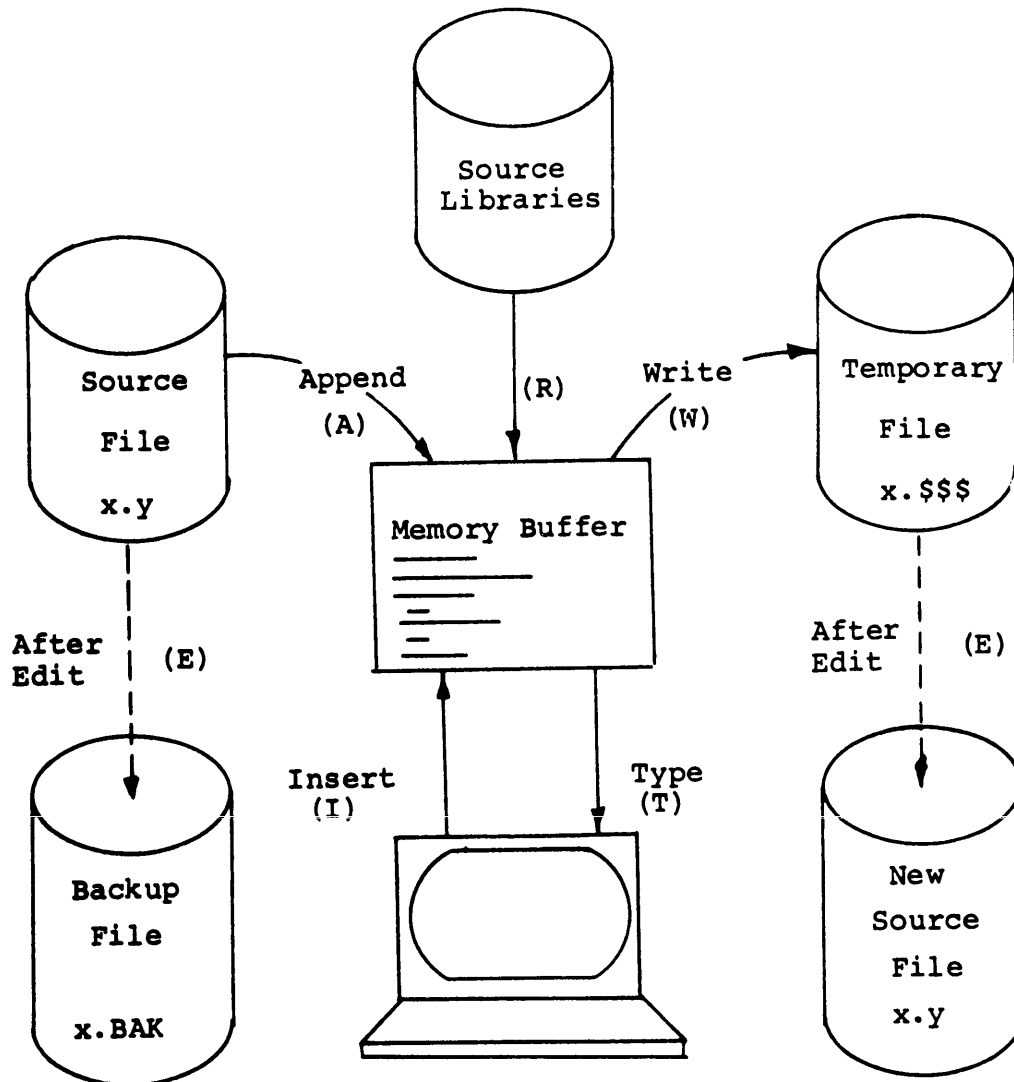 Source
Libraries
Source
File
x.y
Append
(A)
(R)
Write
(W)
Temporary
File
x.$$$
Memory Buffer
After
Edit
(E)
After
Edit
(E)
Insert
(I)
Type
(T)
Backup
File
x.BAK
New
Source
File
x.y